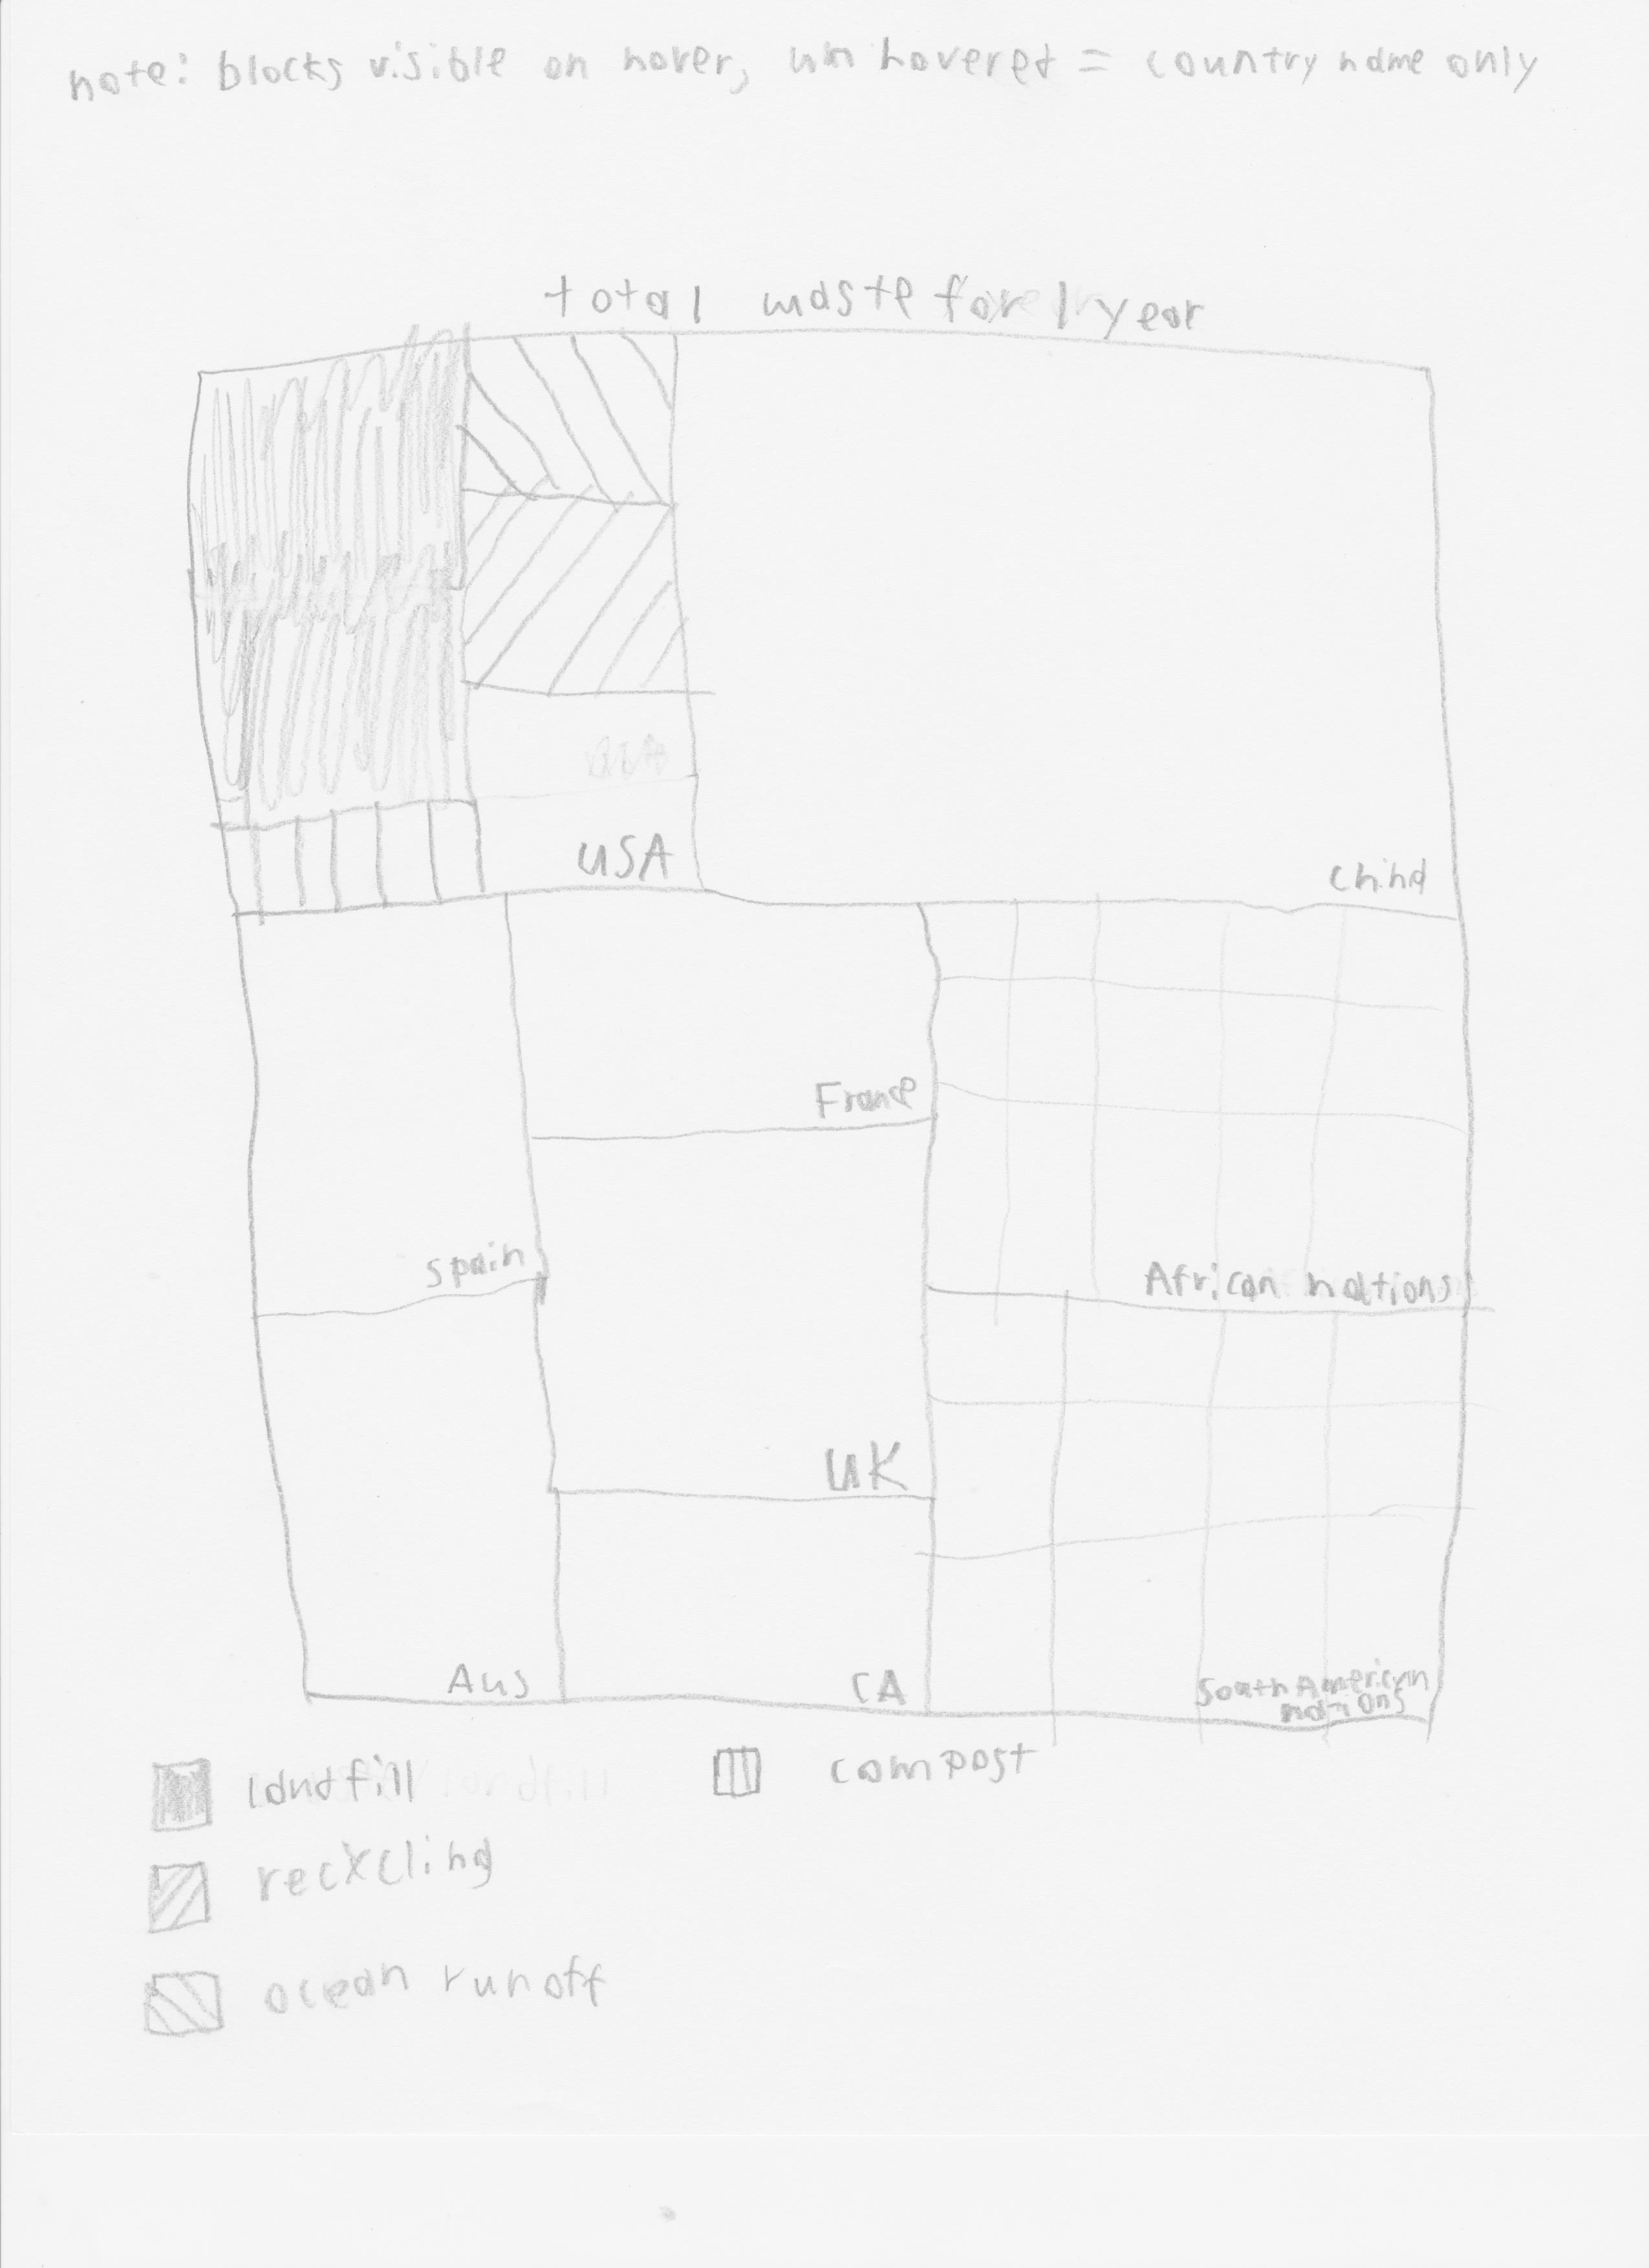 note: blocks visible on hover, un hovered = country name only
total waste for 1 year
USA
China
France
Spain
African nations
UK
Aus
CA
South American
nations
landfill
compost
recycling
ocean runoff